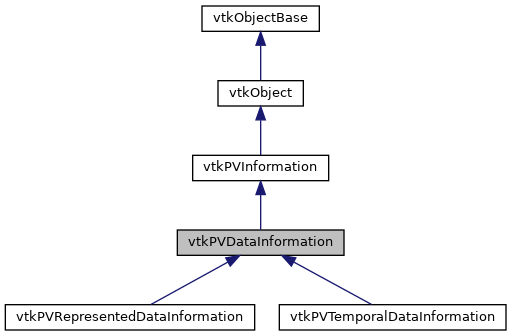 vtkObjectBase
vtkObject
vtkPVInformation
vtkPVDataInformation
vtkPVRepresentedDataInformation
vtkPVTemporalDataInformation